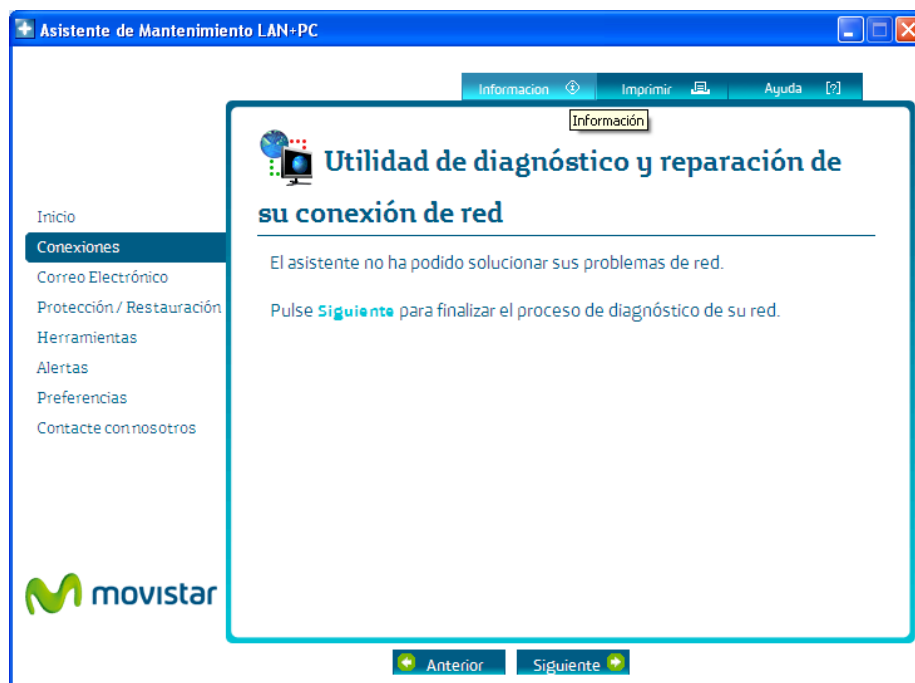 Asistente de Mantenimiento LAN+PC
Informacion
Imprimir
Ayuda [?]
Información
Utilidad de diagnóstico y reparación de
su conexión de red
Inicio
Conexiones
Correo Electrónico
Protección / Restauración
Herramientas
Alertas
Preferencias
Contacte con nosotros
El asistente no ha podido solucionar sus problemas de red.
Pulse Siguiente para finalizar el proceso de diagnóstico de su red.
movistar
Anterior
Siguiente